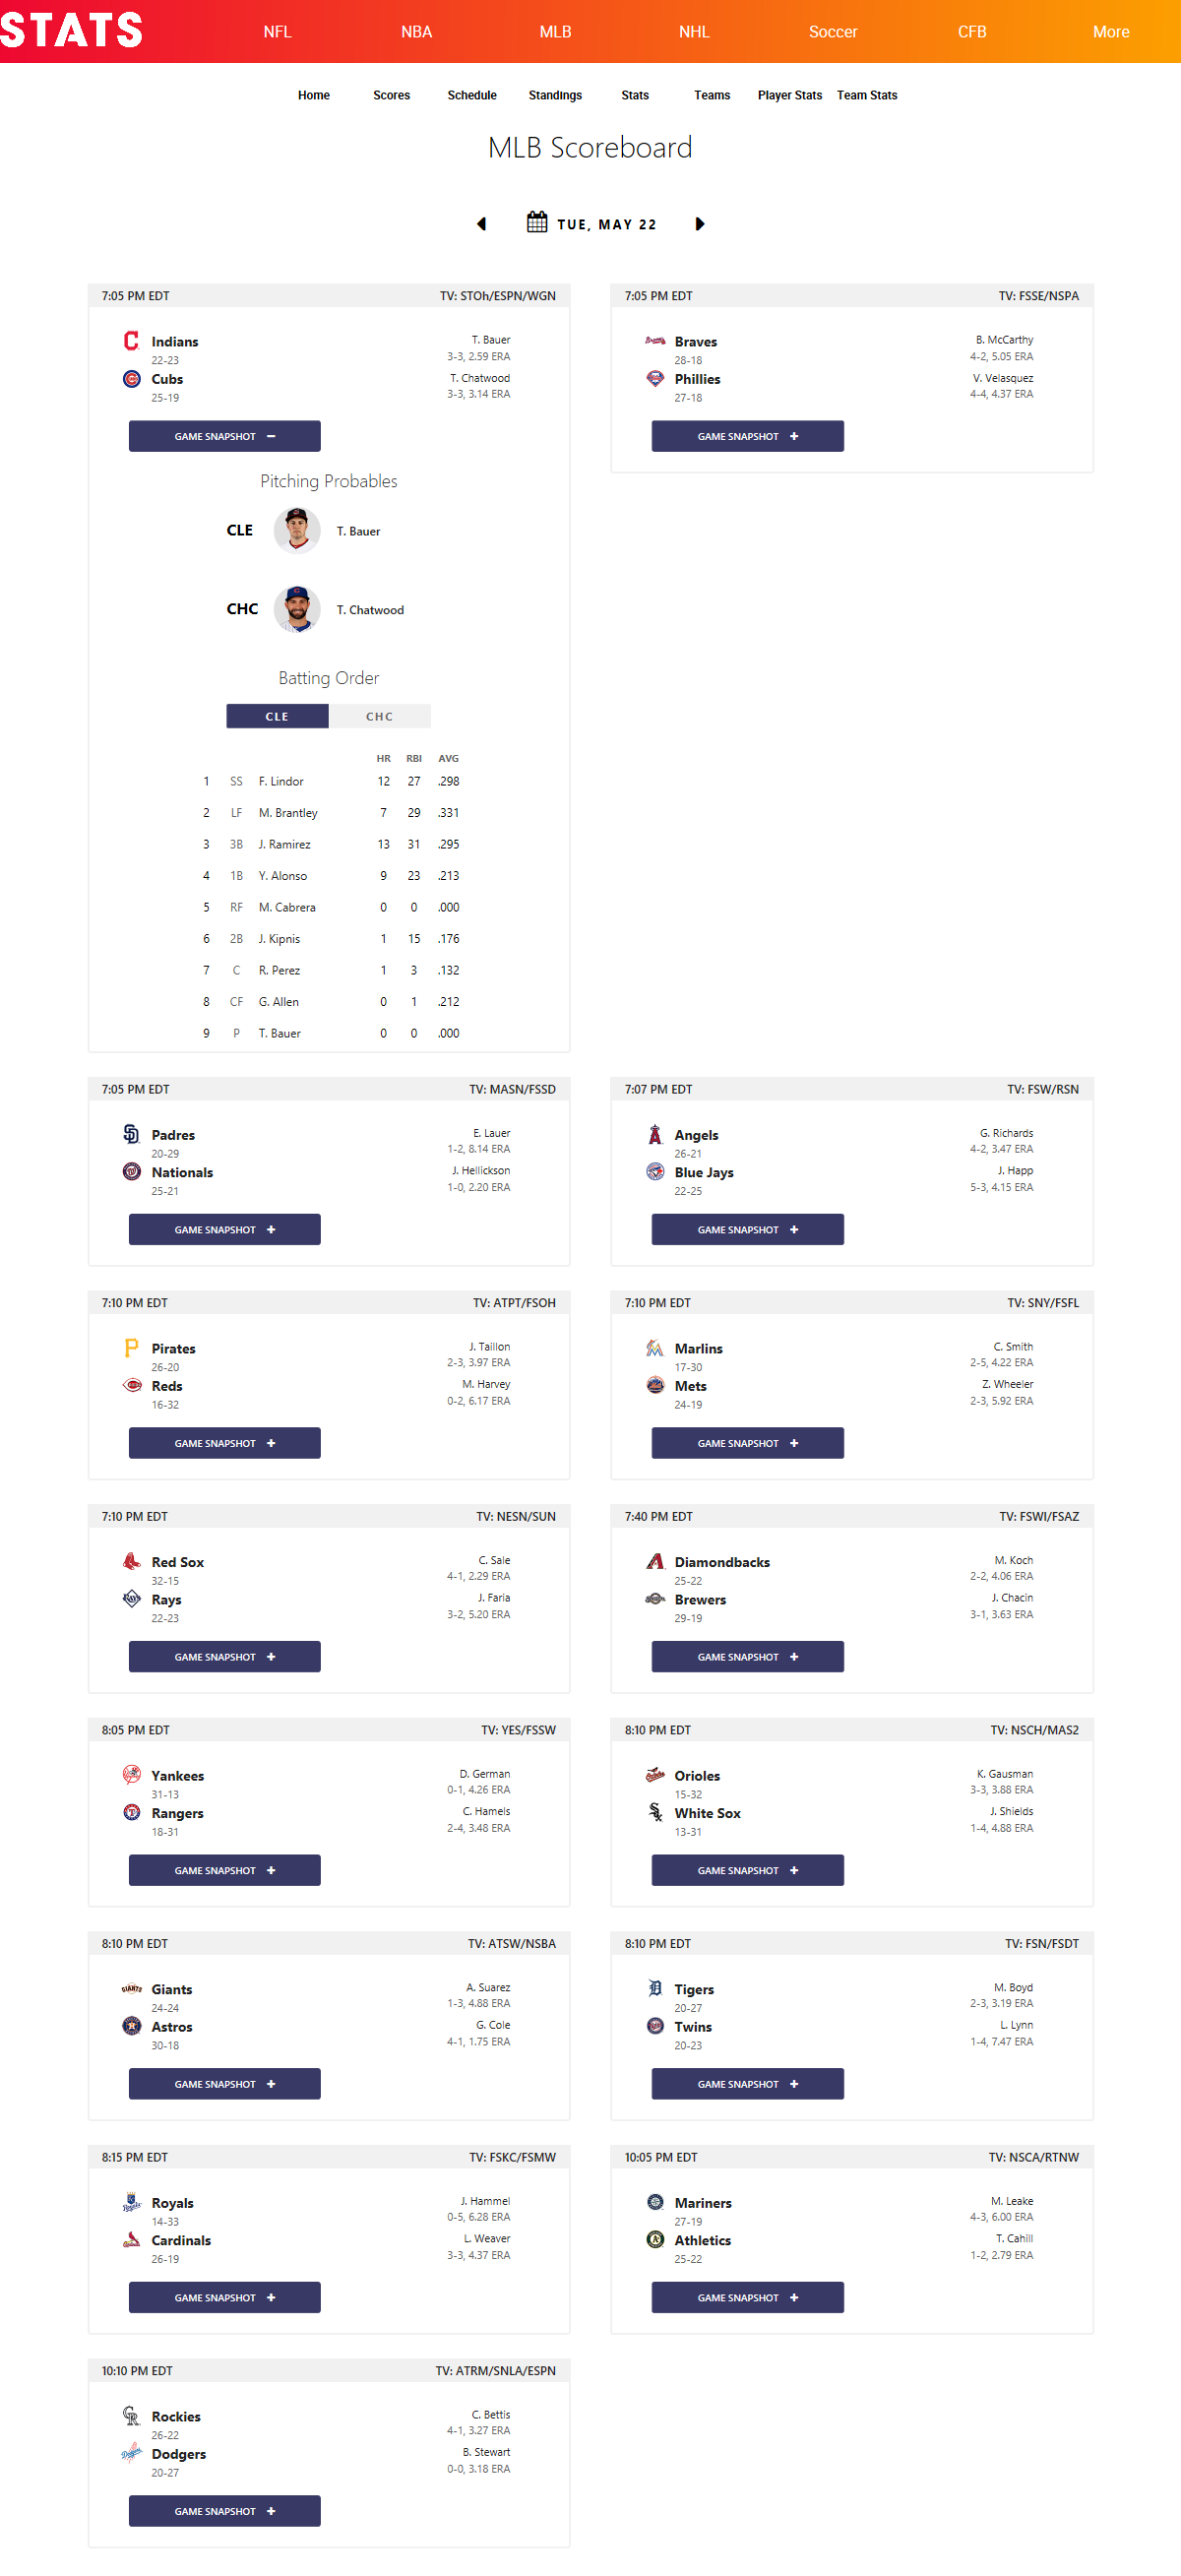 STATS
NFL NBA MLB NHL Soccer CFB More
Home Scores Schedule Standings Stats Teams Player Stats Team Stats
MLB Scoreboard
TUE, MAY 22
7:05 PM EDT TV: STOh/ESPN/WGN
Indians T. Bauer
22-23 3-3, 2.59 ERA
Cubs T. Chatwood
25-19 3-3, 3.14 ERA
GAME SNAPSHOT −
Pitching Probables
CLE T. Bauer
CHC T. Chatwood
Batting Order
CLE CHC
HR RBI AVG
1 SS F. Lindor 12 27 .298
2 LF M. Brantley 7 29 .331
3 3B J. Ramirez 13 31 .295
4 1B Y. Alonso 9 23 .213
5 RF M. Cabrera 0 0 .000
6 2B J. Kipnis 1 15 .176
7 C R. Perez 1 3 .132
8 CF G. Allen 0 1 .212
9 P T. Bauer 0 0 .000
7:05 PM EDT TV: FSSE/NSPA
Braves B. McCarthy
28-18 4-2, 5.05 ERA
Phillies V. Velasquez
27-18 4-4, 4.37 ERA
GAME SNAPSHOT +
7:05 PM EDT TV: MASN/FSSD
Padres E. Lauer
20-29 1-2, 8.14 ERA
Nationals J. Hellickson
25-21 1-0, 2.20 ERA
GAME SNAPSHOT +
7:07 PM EDT TV: FSW/RSN
Angels G. Richards
26-21 4-2, 3.47 ERA
Blue Jays J. Happ
22-25 5-3, 4.15 ERA
GAME SNAPSHOT +
7:10 PM EDT TV: ATPT/FSOH
Pirates J. Taillon
26-20 2-3, 3.97 ERA
Reds M. Harvey
16-32 0-2, 6.17 ERA
GAME SNAPSHOT +
7:10 PM EDT TV: SNY/FSFL
Marlins C. Smith
17-30 2-5, 4.22 ERA
Mets Z. Wheeler
24-19 2-3, 5.92 ERA
GAME SNAPSHOT +
7:10 PM EDT TV: NESN/SUN
Red Sox C. Sale
32-15 4-1, 2.29 ERA
Rays J. Faria
22-23 3-2, 5.20 ERA
GAME SNAPSHOT +
7:40 PM EDT TV: FSWI/FSAZ
Diamondbacks M. Koch
25-22 2-2, 4.06 ERA
Brewers J. Chacin
29-19 3-1, 3.63 ERA
GAME SNAPSHOT +
8:05 PM EDT TV: YES/FSSW
Yankees D. German
31-13 0-1, 4.26 ERA
Rangers C. Hamels
18-31 2-4, 3.48 ERA
GAME SNAPSHOT +
8:10 PM EDT TV: NSCH/MAS2
Orioles K. Gausman
15-32 3-3, 3.88 ERA
White Sox J. Shields
13-31 1-4, 4.88 ERA
GAME SNAPSHOT +
8:10 PM EDT TV: ATSW/NSBA
Giants A. Suarez
24-24 1-3, 4.88 ERA
Astros G. Cole
30-18 4-1, 1.75 ERA
GAME SNAPSHOT +
8:10 PM EDT TV: FSN/FSDT
Tigers M. Boyd
20-27 2-3, 3.19 ERA
Twins L. Lynn
20-23 1-4, 7.47 ERA
GAME SNAPSHOT +
8:15 PM EDT TV: FSKC/FSMW
Royals J. Hammel
14-33 0-5, 6.28 ERA
Cardinals L. Weaver
26-19 3-3, 4.37 ERA
GAME SNAPSHOT +
10:05 PM EDT TV: NSCA/RTNW
Mariners M. Leake
27-19 4-3, 6.00 ERA
Athletics T. Cahill
25-22 1-2, 2.79 ERA
GAME SNAPSHOT +
10:10 PM EDT TV: ATRM/SNLA/ESPN
Rockies C. Bettis
26-22 4-1, 3.27 ERA
Dodgers B. Stewart
20-27 0-0, 3.18 ERA
GAME SNAPSHOT +